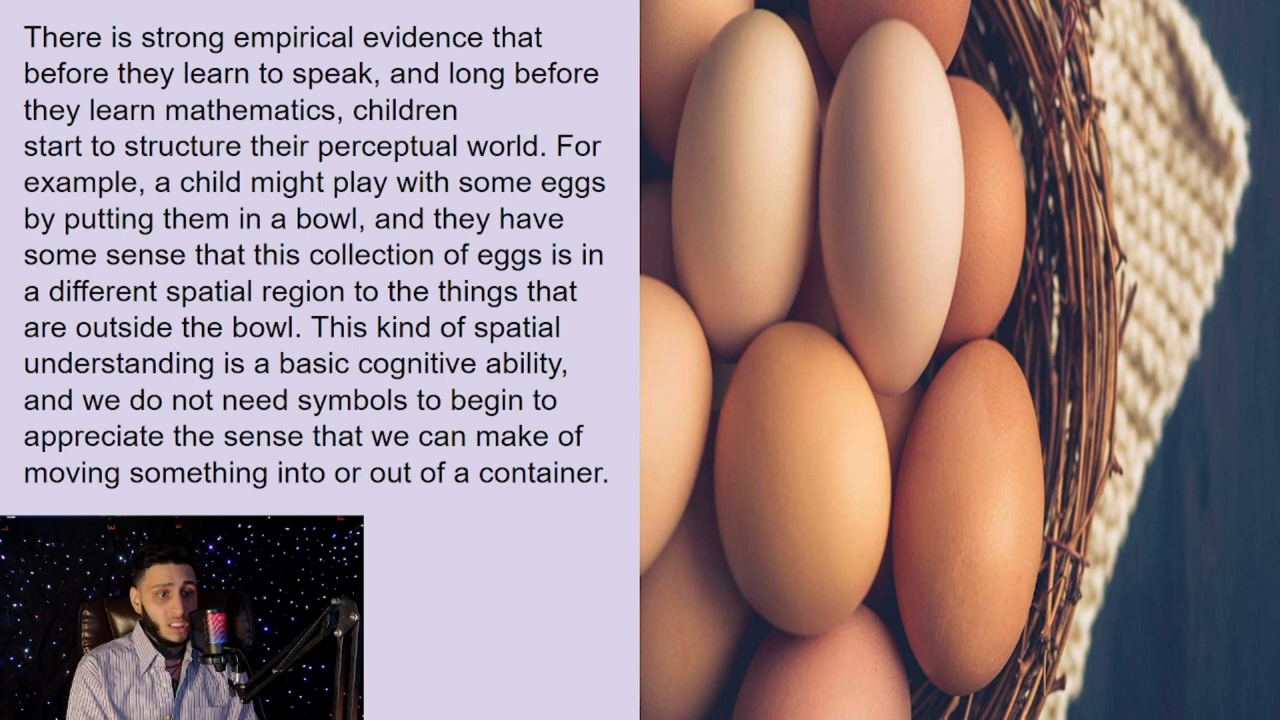 There is strong empirical evidence that
before they learn to speak, and long before
they learn mathematics, children
start to structure their perceptual world. For
example, a child might play with some eggs
by putting them in a bowl, and they have
some sense that this collection of eggs is in
a different spatial region to the things that
are outside the bowl. This kind of spatial
understanding is a basic cognitive ability,
and we do not need symbols to begin to
appreciate the sense that we can make of
moving something into or out of a container.